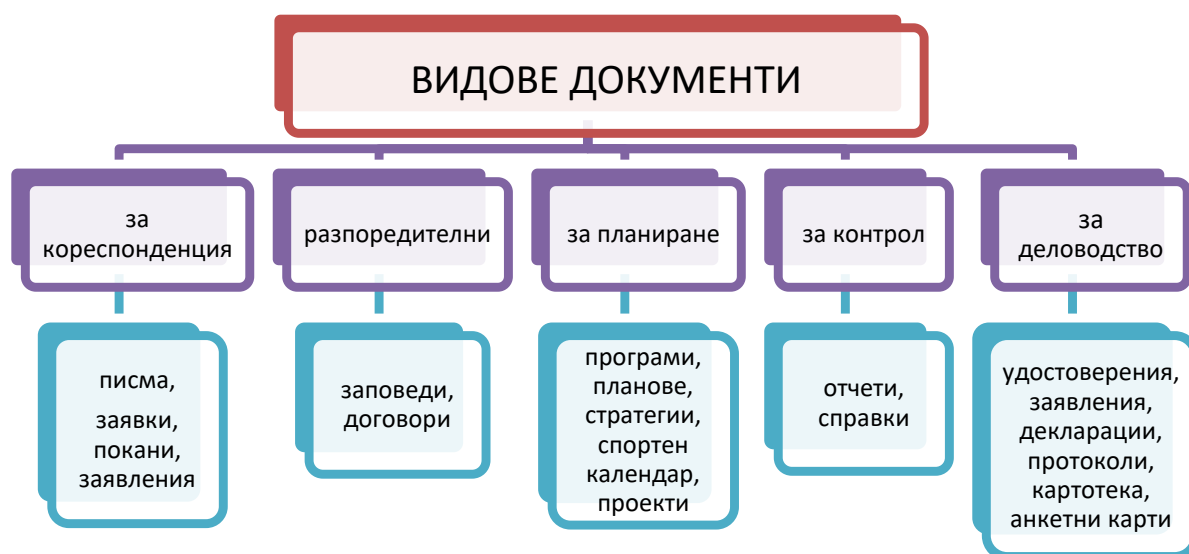 ВИДОВЕ ДОКУМЕНТИ
за
кореспонденция
разпоредителни
за планиране
за контрол
за
деловодство
писма,
заявки,
покани,
заявления
заповеди,
договори
програми,
планове,
стратегии,
спортен
календар,
проекти
отчети,
справки
удостоверения,
заявления,
декларации,
протоколи,
картотека,
анкетни карти